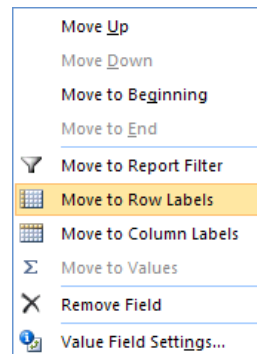 Move Up
Move Down
Move to Beginning
Move to End
Move to Report Filter
Move to Row Labels
Move to Column Labels
Σ Move to Values
Remove Field
Value Field Settings...